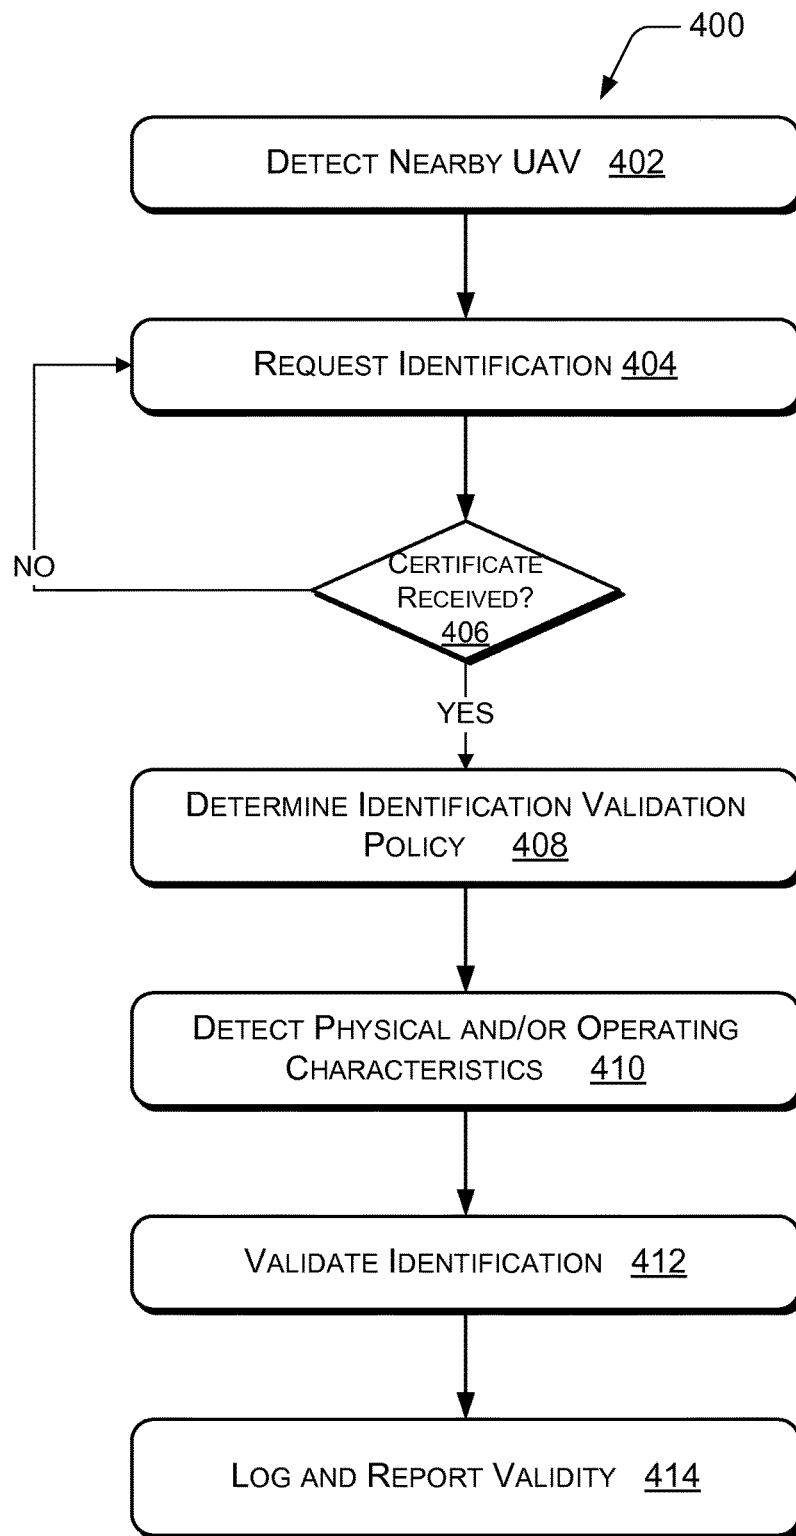 400
DETECT NEARBY UAV 402
REQUEST IDENTIFICATION 404
CERTIFICATE
RECEIVED?
406
NO
YES
DETERMINE IDENTIFICATION VALIDATION
POLICY 408
DETECT PHYSICAL AND/OR OPERATING
CHARACTERISTICS 410
VALIDATE IDENTIFICATION 412
LOG AND REPORT VALIDITY 414